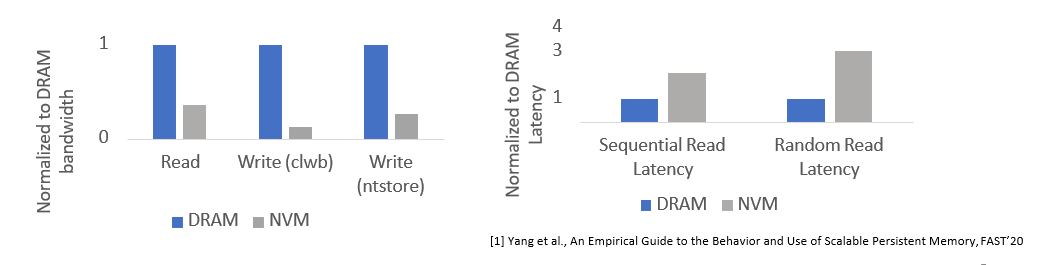 Normalized to DRAM
bandwidth
1
0
Read
Write (clwb)
Write
(ntstore)
DRAM
NVM
Normalized to DRAM
Latency
4
3
1
Sequential Read
Latency
Random Read
Latency
DRAM
NVM
[1] Yang et al., An Empirical Guide to the Behavior and Use of Scalable Persistent Memory, FAST'20